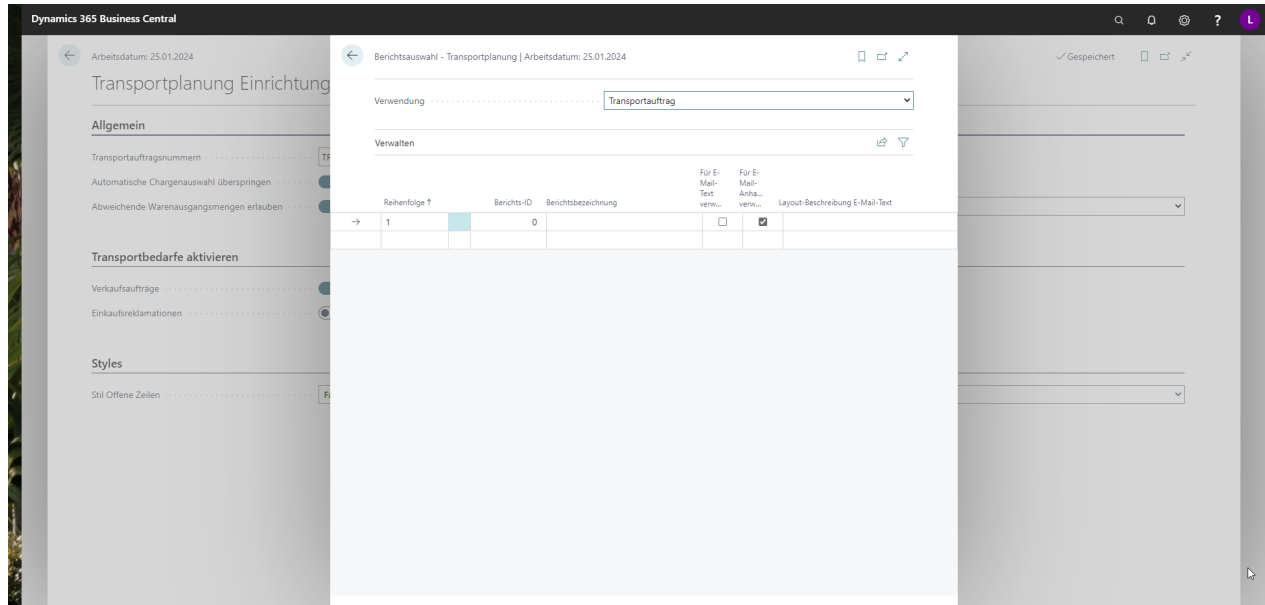 Dynamics 365 Business Central
?
L
Arbeitsdatum: 25.01.2024
Transportplanung Einrichtung
Gespeichert
Allgemein
Transportauftragsnummern
Automatische Chargenauswahl überspringen
Abweichende Warenausgangsmengen erlauben
Transportbedarfe aktivieren
Verkaufsaufträge
Einkaufsreklamationen
Styles
Stil Offene Zeilen
Berichtsauswahl - Transportplanung | Arbeitsdatum: 25.01.2024
Verwendung Transportauftrag
Verwalten
Reihenfolge ↑
Berichts-ID
Berichtsbezeichnung
Für E-
Mail-
Text
verw...
Für E-
Mail-
Anha...
verw...
Layout-Beschreibung E-Mail-Text
1 0